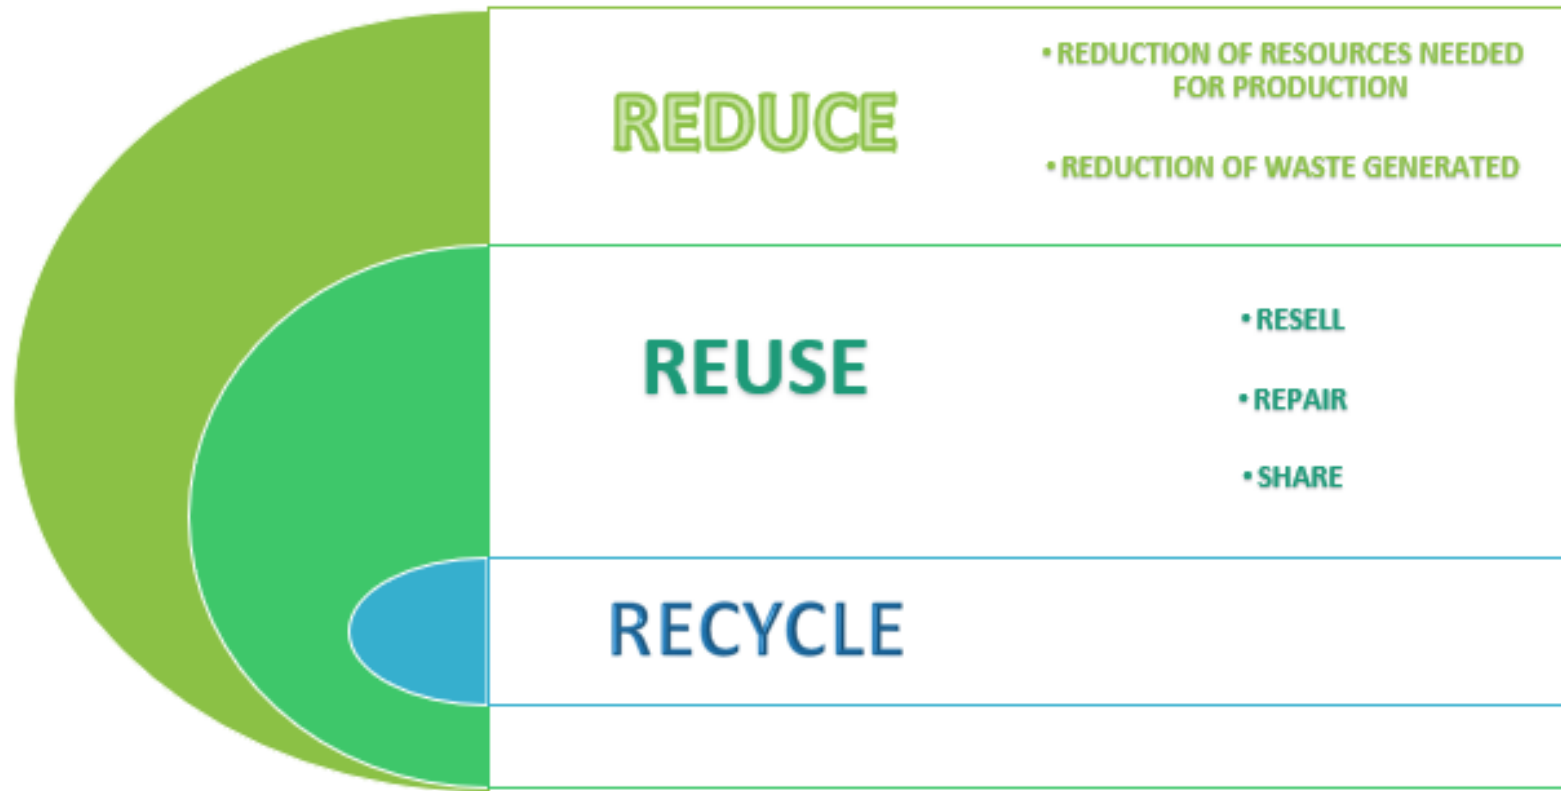 REDUCE
• REDUCTION OF RESOURCES NEEDED
FOR PRODUCTION
• REDUCTION OF WASTE GENERATED
REUSE
• RESELL
• REPAIR
• SHARE
RECYCLE